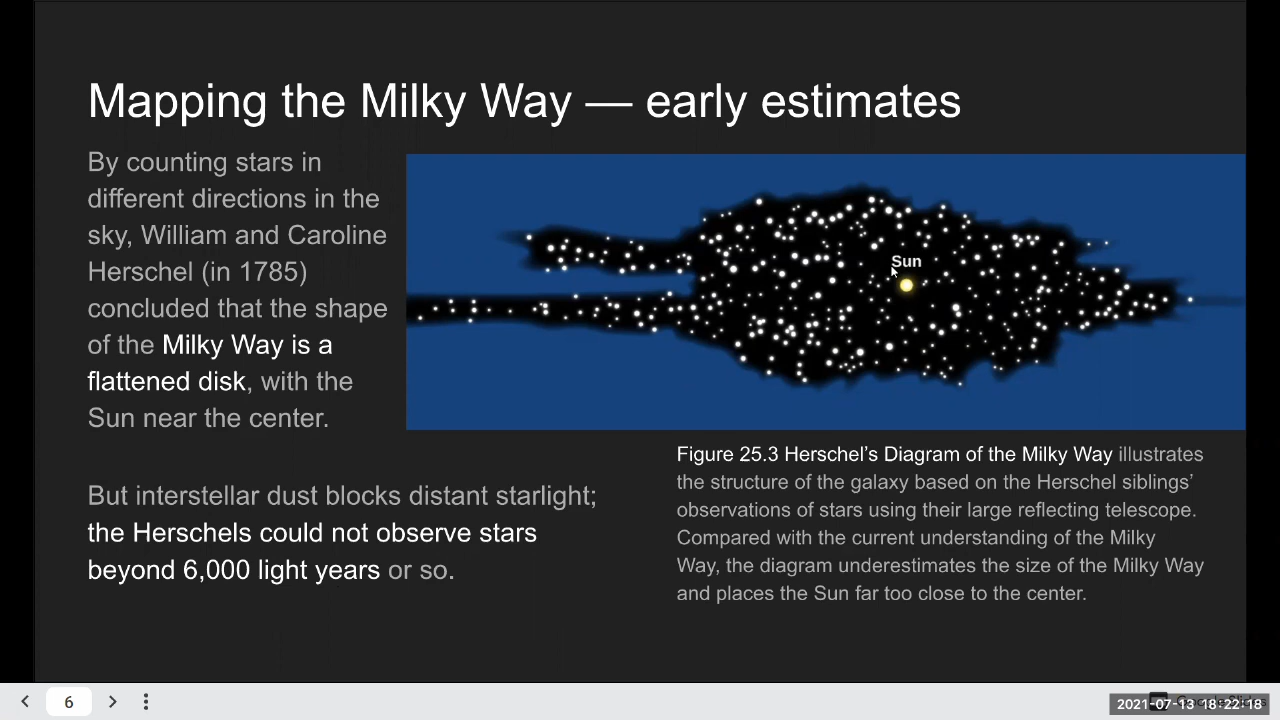 Mapping the Milky Way — early estimates
By counting stars in
different directions in the
sky, William and Caroline
Herschel (in 1785)
concluded that the shape
of the Milky Way is a
flattened disk, with the
Sun near the center.
Sun
But interstellar dust blocks distant starlight;
the Herschels could not observe stars
beyond 6,000 light years or so.
Figure 25.3 Herschel’s Diagram of the Milky Way illustrates
the structure of the galaxy based on the Herschel siblings’
observations of stars using their large reflecting telescope.
Compared with the current understanding of the Milky
Way, the diagram underestimates the size of the Milky Way
and places the Sun far too close to the center.
6
2021-07-13 18:22:18